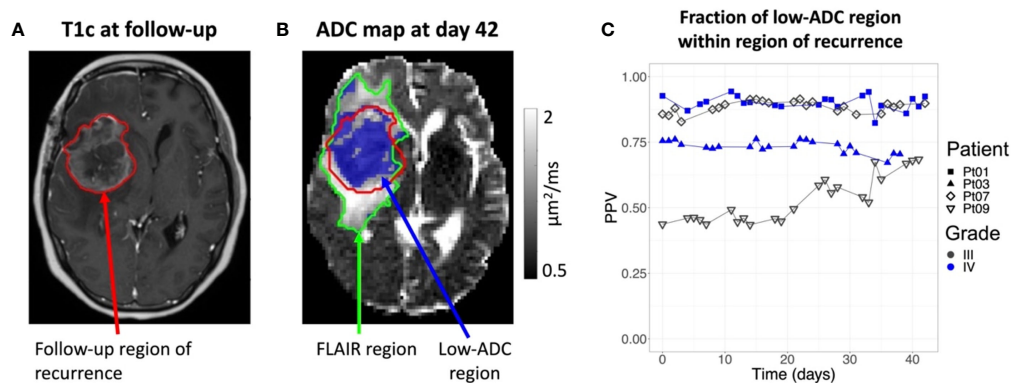 A
T1c at follow-up
Follow-up region of
recurrence
B
ADC map at day 42
2
μm²/ms
0.5
FLAIR region
Low-ADC
region
C
Fraction of low-ADC region
within region of recurrence
1.00
0.75
0.50
0.25
0.00
PPV
0
10
20
30
40
Time (days)
Patient
Pt01
Pt03
Pt07
Pt09
Grade
III
IV